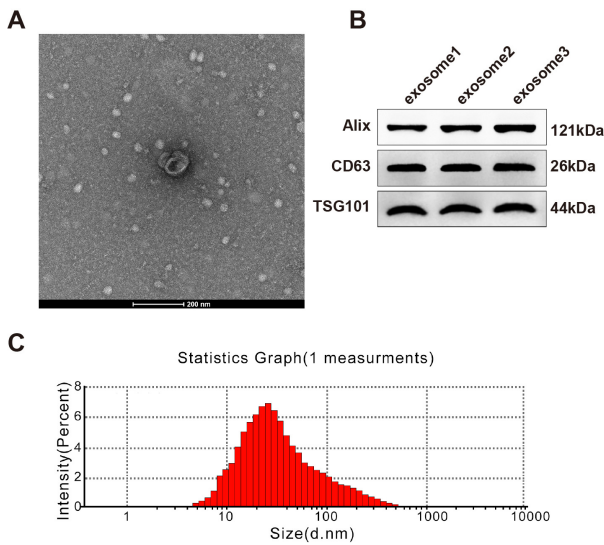 A
200 nm
B
exosome1 exosome2 exosome3
Alix 121kDa
CD63 26kDa
TSG101 44kDa
C
Statistics Graph(1 measurments)
Intensity(Percent)
8
6
4
2
0
1 10 100 1000 10000
Size(d.nm)